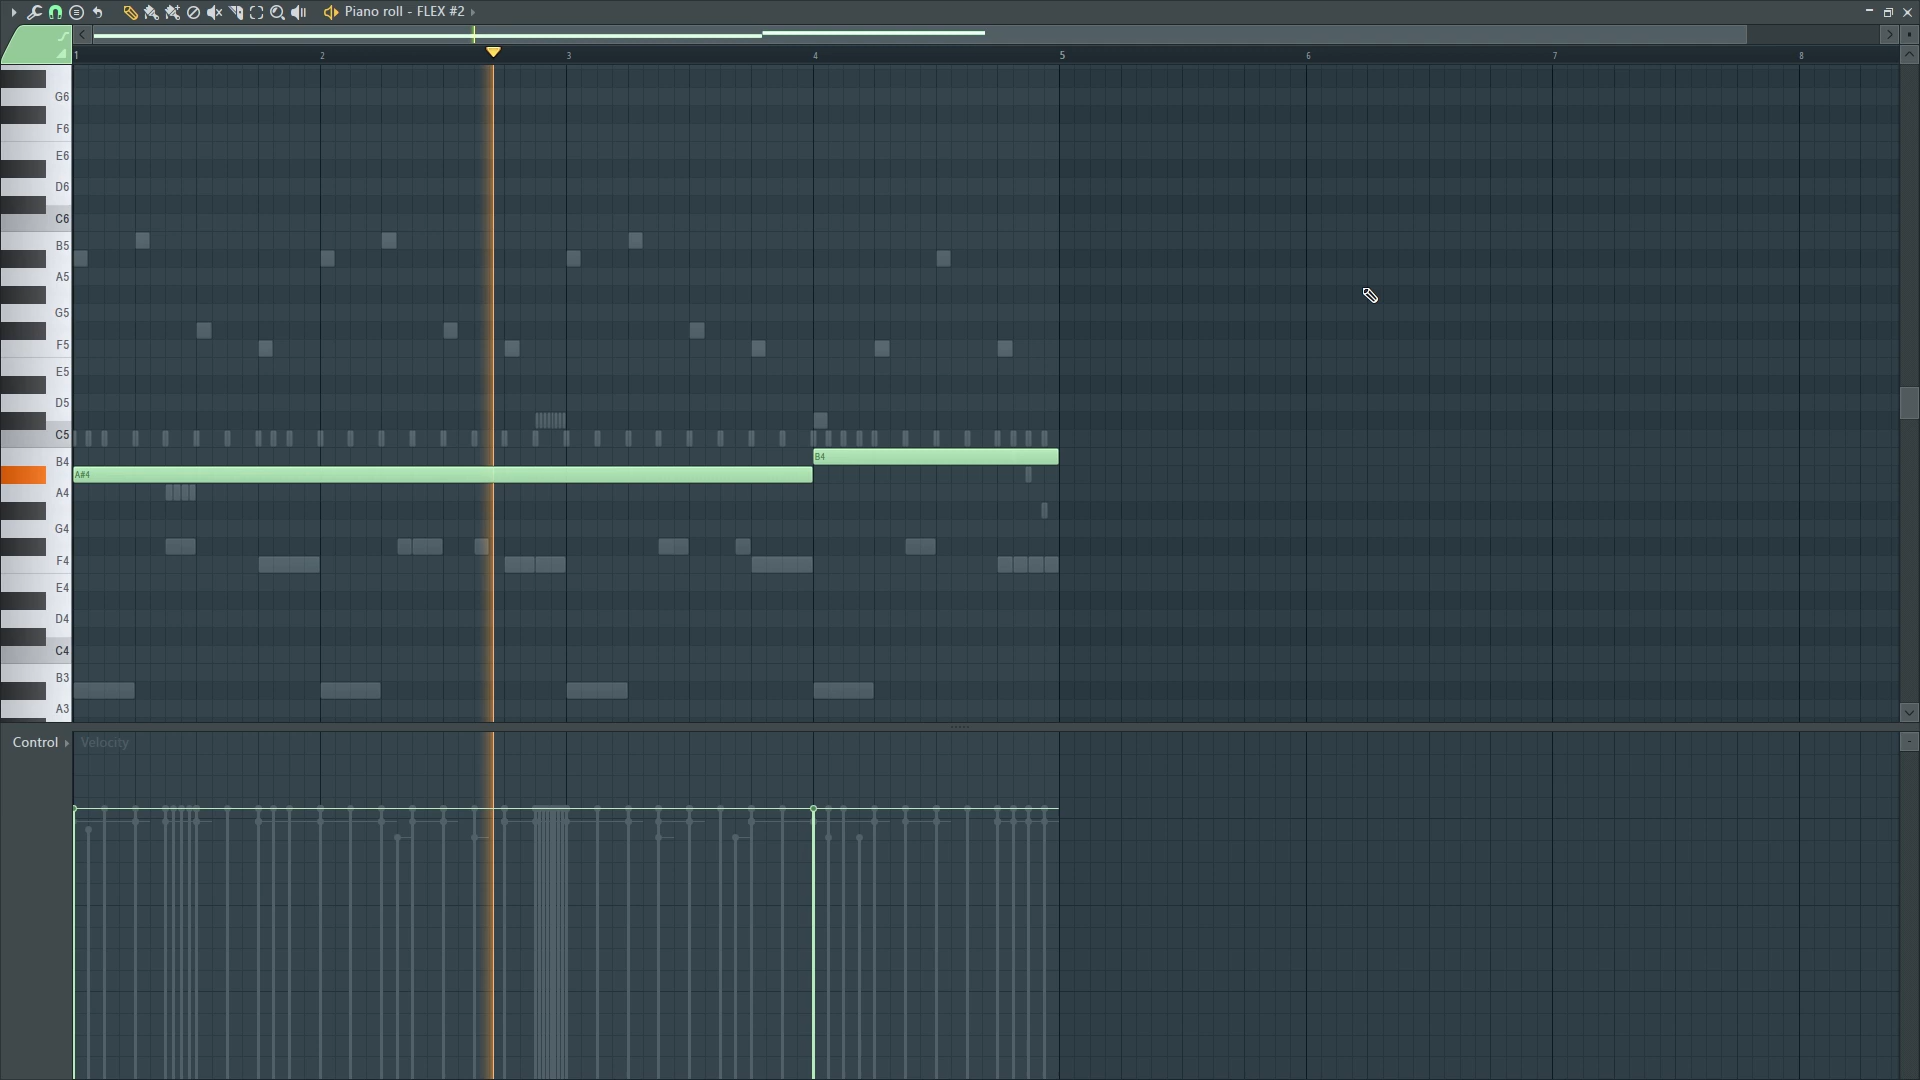 Piano roll - FLEX #2
1 2 3 4 5 6 7 8
G6
F6
E6
D6
C6
B5
A5
G5
F5
E5
D5
C5
B4
B4
A#4
A4
G4
F4
E4
D4
C4
B3
A3
Control Velocity